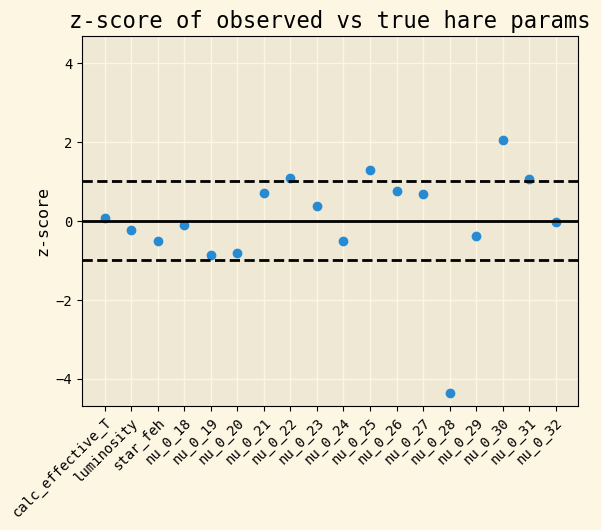 z-score of observed vs true hare params
z-score
4
2
0
−2
−4
calc_effective_T
luminosity
star_feh
nu_0_18
nu_0_19
nu_0_20
nu_0_21
nu_0_22
nu_0_23
nu_0_24
nu_0_25
nu_0_26
nu_0_27
nu_0_28
nu_0_29
nu_0_30
nu_0_31
nu_0_32